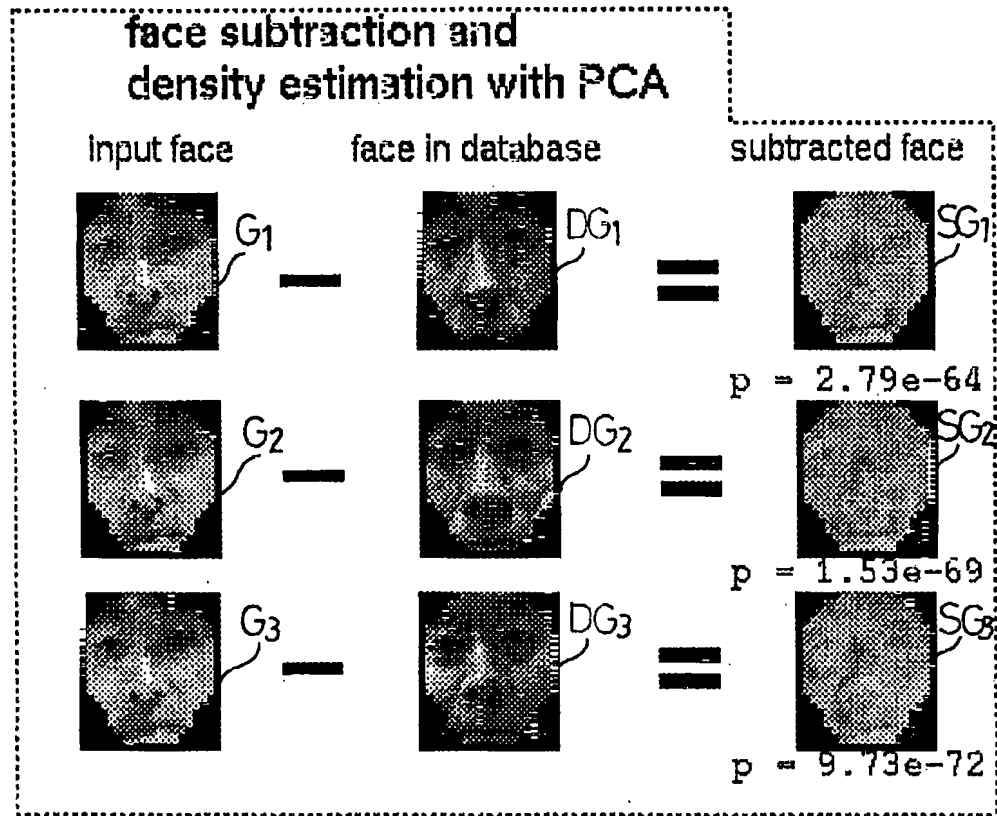 face subtraction and
density estimation with PCA
input face face in database subtracted face
G1 DG1 SG1
p = 2.79e-64
G2 DG2 SG2
p = 1.53e-69
G3 DG3 SG3
p = 9.73e-72